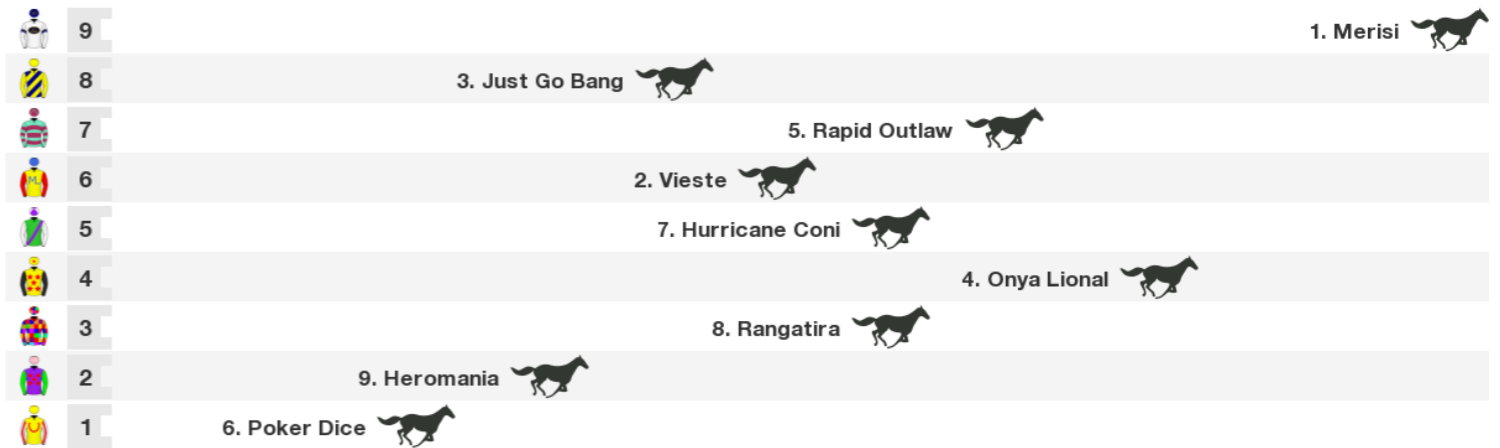 9 1. Merisi
8 3. Just Go Bang
7 5. Rapid Outlaw
6 2. Vieste
5 7. Hurricane Coni
4 4. Onya Lional
3 8. Rangatira
2 9. Heromania
1 6. Poker Dice